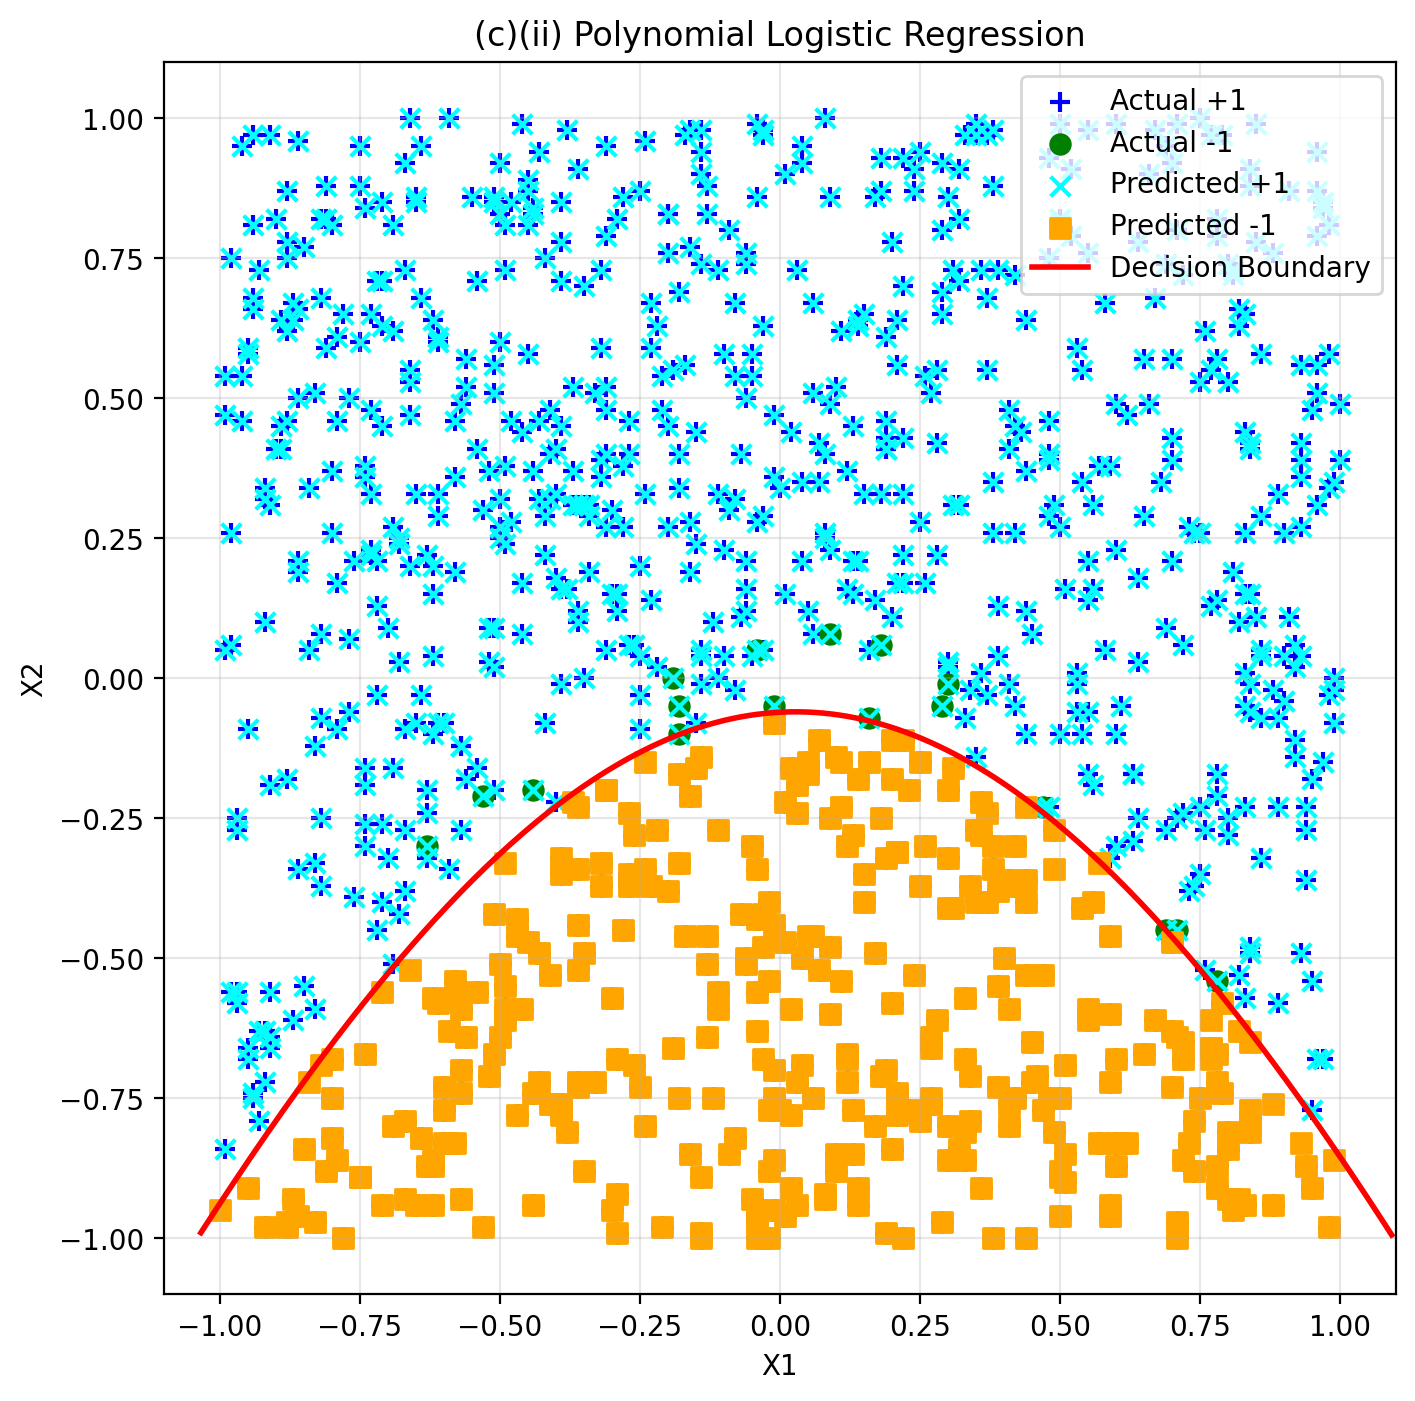 (c)(ii) Polynomial Logistic Regression
Actual +1
Actual -1
Predicted +1
Predicted -1
Decision Boundary
1.00
0.75
0.50
0.25
0.00
−0.25
−0.50
−0.75
−1.00
X2
−1.00 −0.75 −0.50 −0.25 0.00 0.25 0.50 0.75 1.00
X1